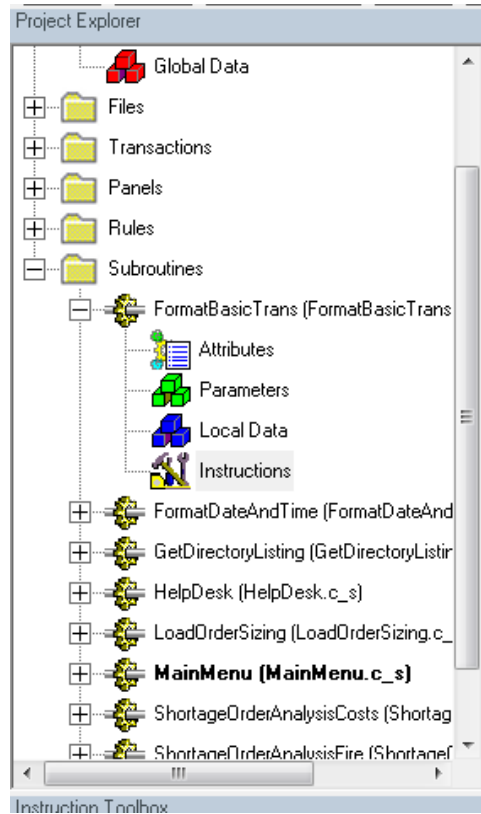 Project Explorer
Global Data
Files
Transactions
Panels
Rules
Subroutines
FormatBasicTrans (FormatBasicTrans
Attributes
Parameters
Local Data
Instructions
FormatDateAndTime (FormatDateAnd
GetDirectoryListing (GetDirectoryListin
HelpDesk (HelpDesk.c_s)
LoadOrderSizing (LoadOrderSizing.c_
MainMenu (MainMenu.c_s)
ShortageOrderAnalysisCosts (Shortag
ShortageOrderAnalysisFire (Shortage
Instruction Toolbox